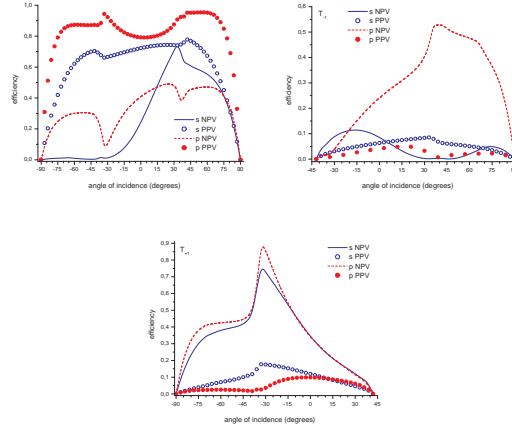 1,0
0,8
0,6
0,4
0,2
0,0
efficiency
s NPV
s PPV
p NPV
p PPV
-90 -75 -60 -45 -30 -15 0 15 30 45 60 75 90
angle of incidence (degrees)
T
0,6
0,5
0,4
0,3
0,2
0,1
0,0
efficiency
s NPV
s PPV
p NPV
p PPV
-45 -30 -15 0 15 30 45 60 75
angle of incidence (degrees)
T
0,9
0,8
0,7
0,6
0,5
0,4
0,3
0,2
0,1
0,0
efficiency
s NPV
s PPV
p NPV
p PPV
-90 -75 -60 -45 -30 -15 0 15 30 45
angle of incidence (degrees)